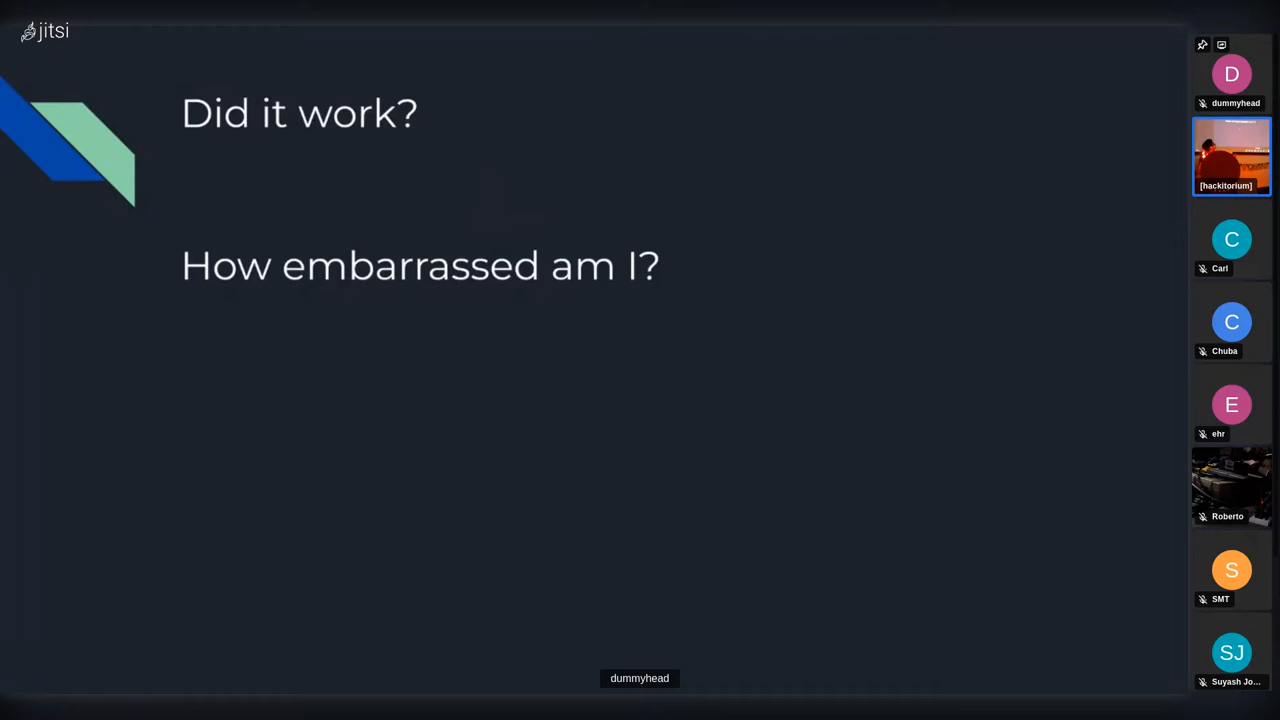 jitsi
Did it work?
How embarrassed am I?
dummyhead
D
dummyhead
[hackitorium]
C
Carl
C
Chuba
E
ehr
Roberto
S
SMT
SJ
Suyash Jo...